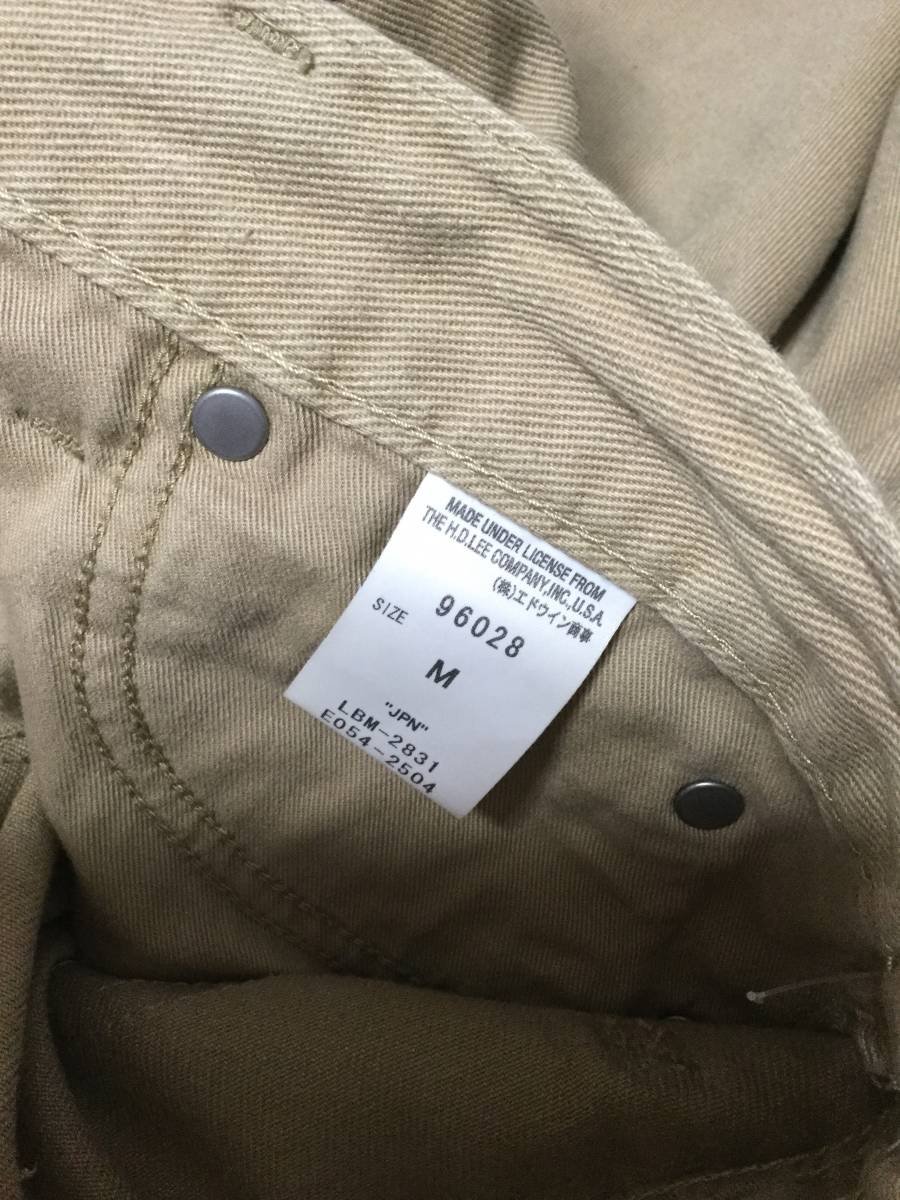 MADE UNDER LICENSE FROM
THE H.D.LEE COMPANY,INC.,U.S.A.
(株)エドウイン商事
SIZE 96028
M
"JPN"
LBM-2831
E054-2504